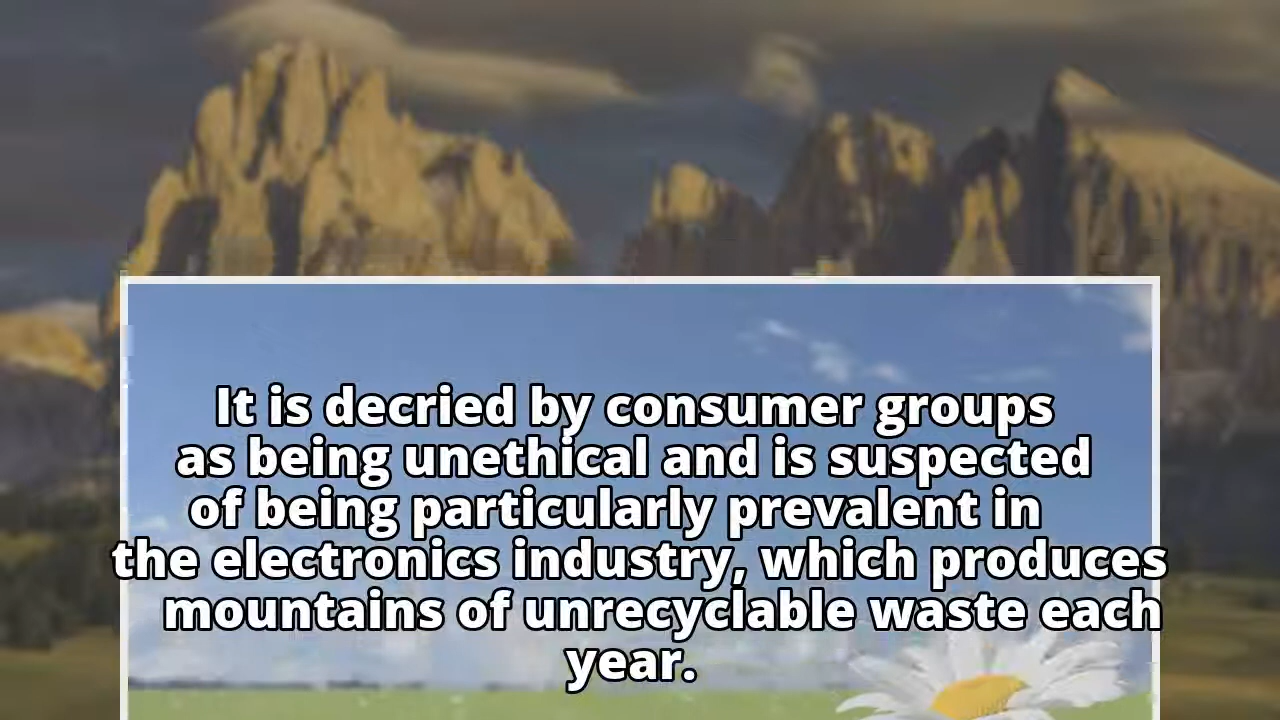 It is decried by consumer groups
as being unethical and is suspected
of being particularly prevalent in
the electronics industry, which produces
mountains of unrecyclable waste each
year.